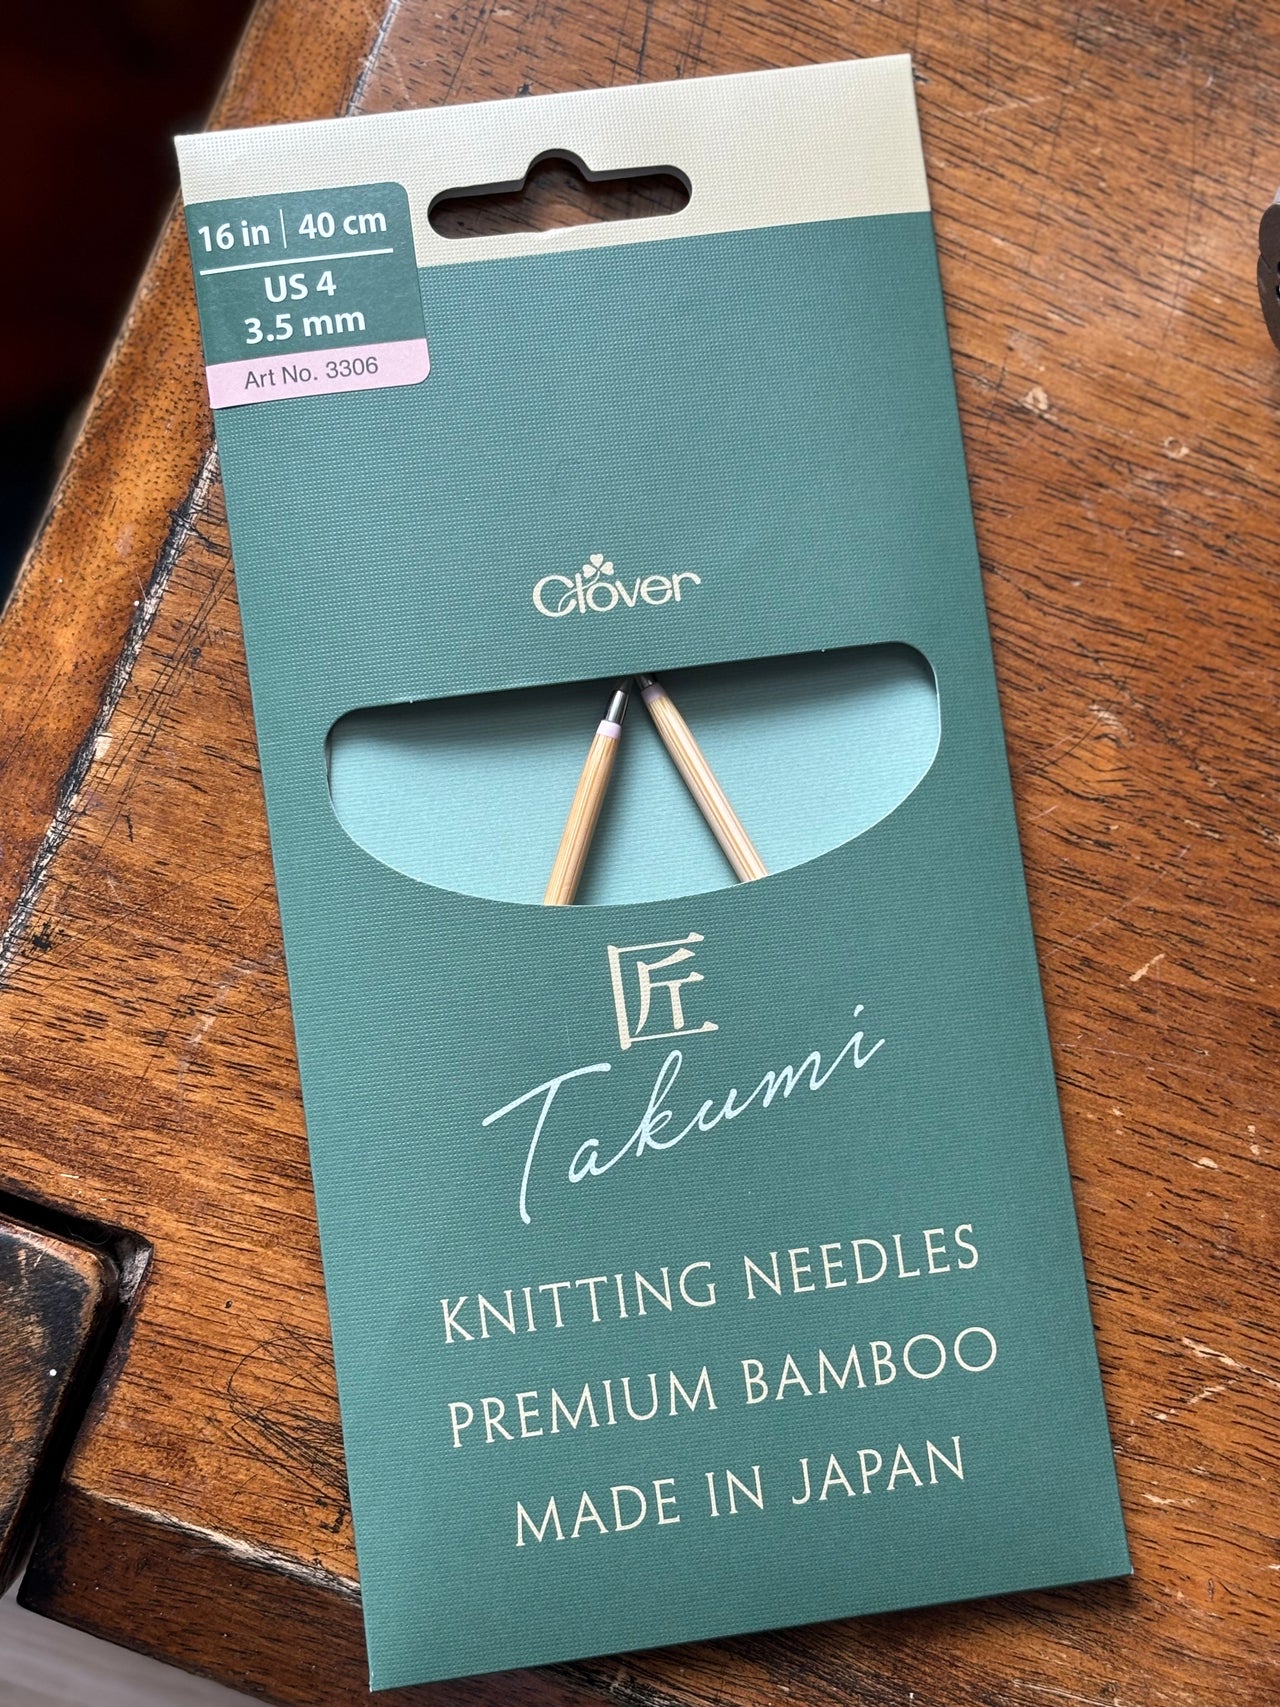 16 in | 40 cm
US 4
3.5 mm
Art No. 3306
Clover
匠
Takumi
KNITTING NEEDLES
PREMIUM BAMBOO
MADE IN JAPAN